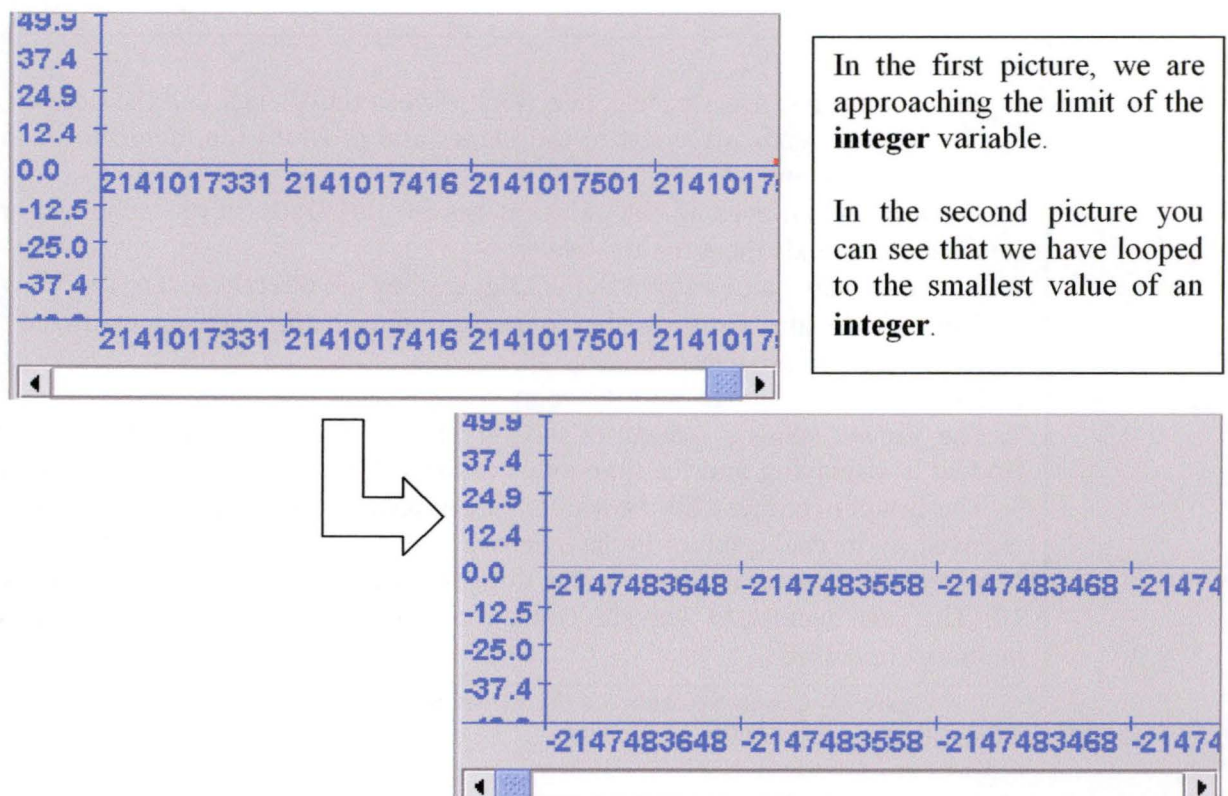 49.9
37.4
24.9
12.4
0.0
2141017331 2141017416 2141017501
-12.5
-25.0
-37.4
2141017331 2141017416 2141017501
In the first picture, we are
approaching the limit of the
integer variable.
In the second picture you
can see that we have looped
to the smallest value of an
integer.
49.9
37.4
24.9
12.4
0.0
-2147483648 -2147483558 -2147483468 -21474
-12.5
-25.0
-37.4
-2147483648 -2147483558 -2147483468 -21474